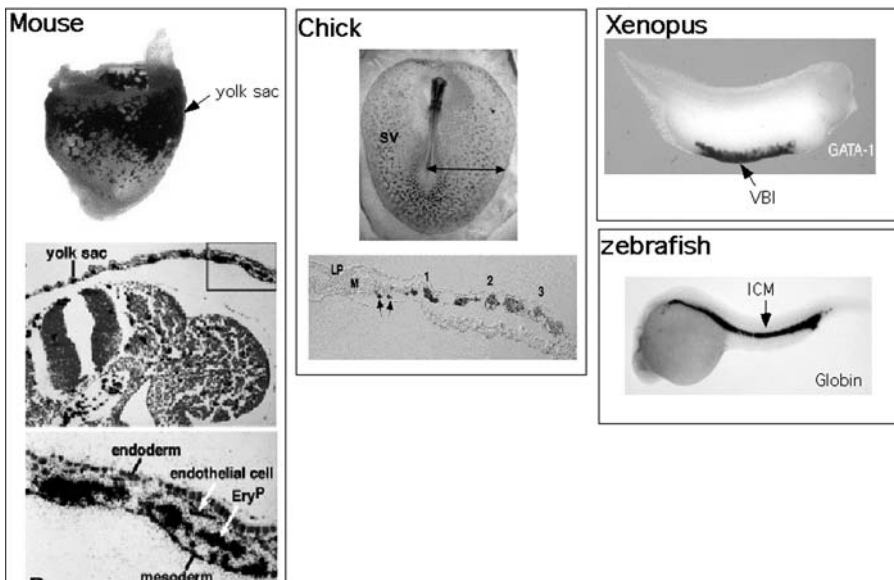 Mouse
yolk sac
yolk sac
endoderm
endothelial cell
EryP
mesoderm
Chick
SV
LP
M
1
2
3
Xenopus
GATA-1
VBI
zebrafish
ICM
Globin